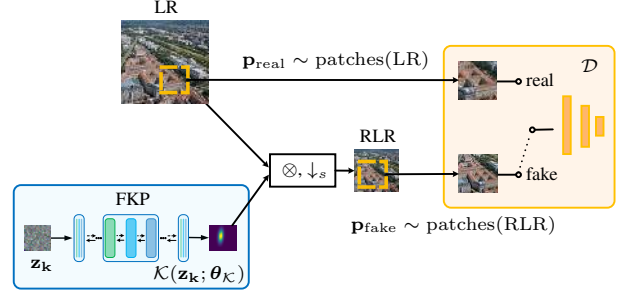 LR
𝐩_real ∼ patches(LR)
𝒟
real
RLR
⊗, ↓_s
fake
FKP
𝐩_fake ∼ patches(RLR)
𝐳_𝐤
𝒦(𝐳_𝐤; 𝜽_𝒦)